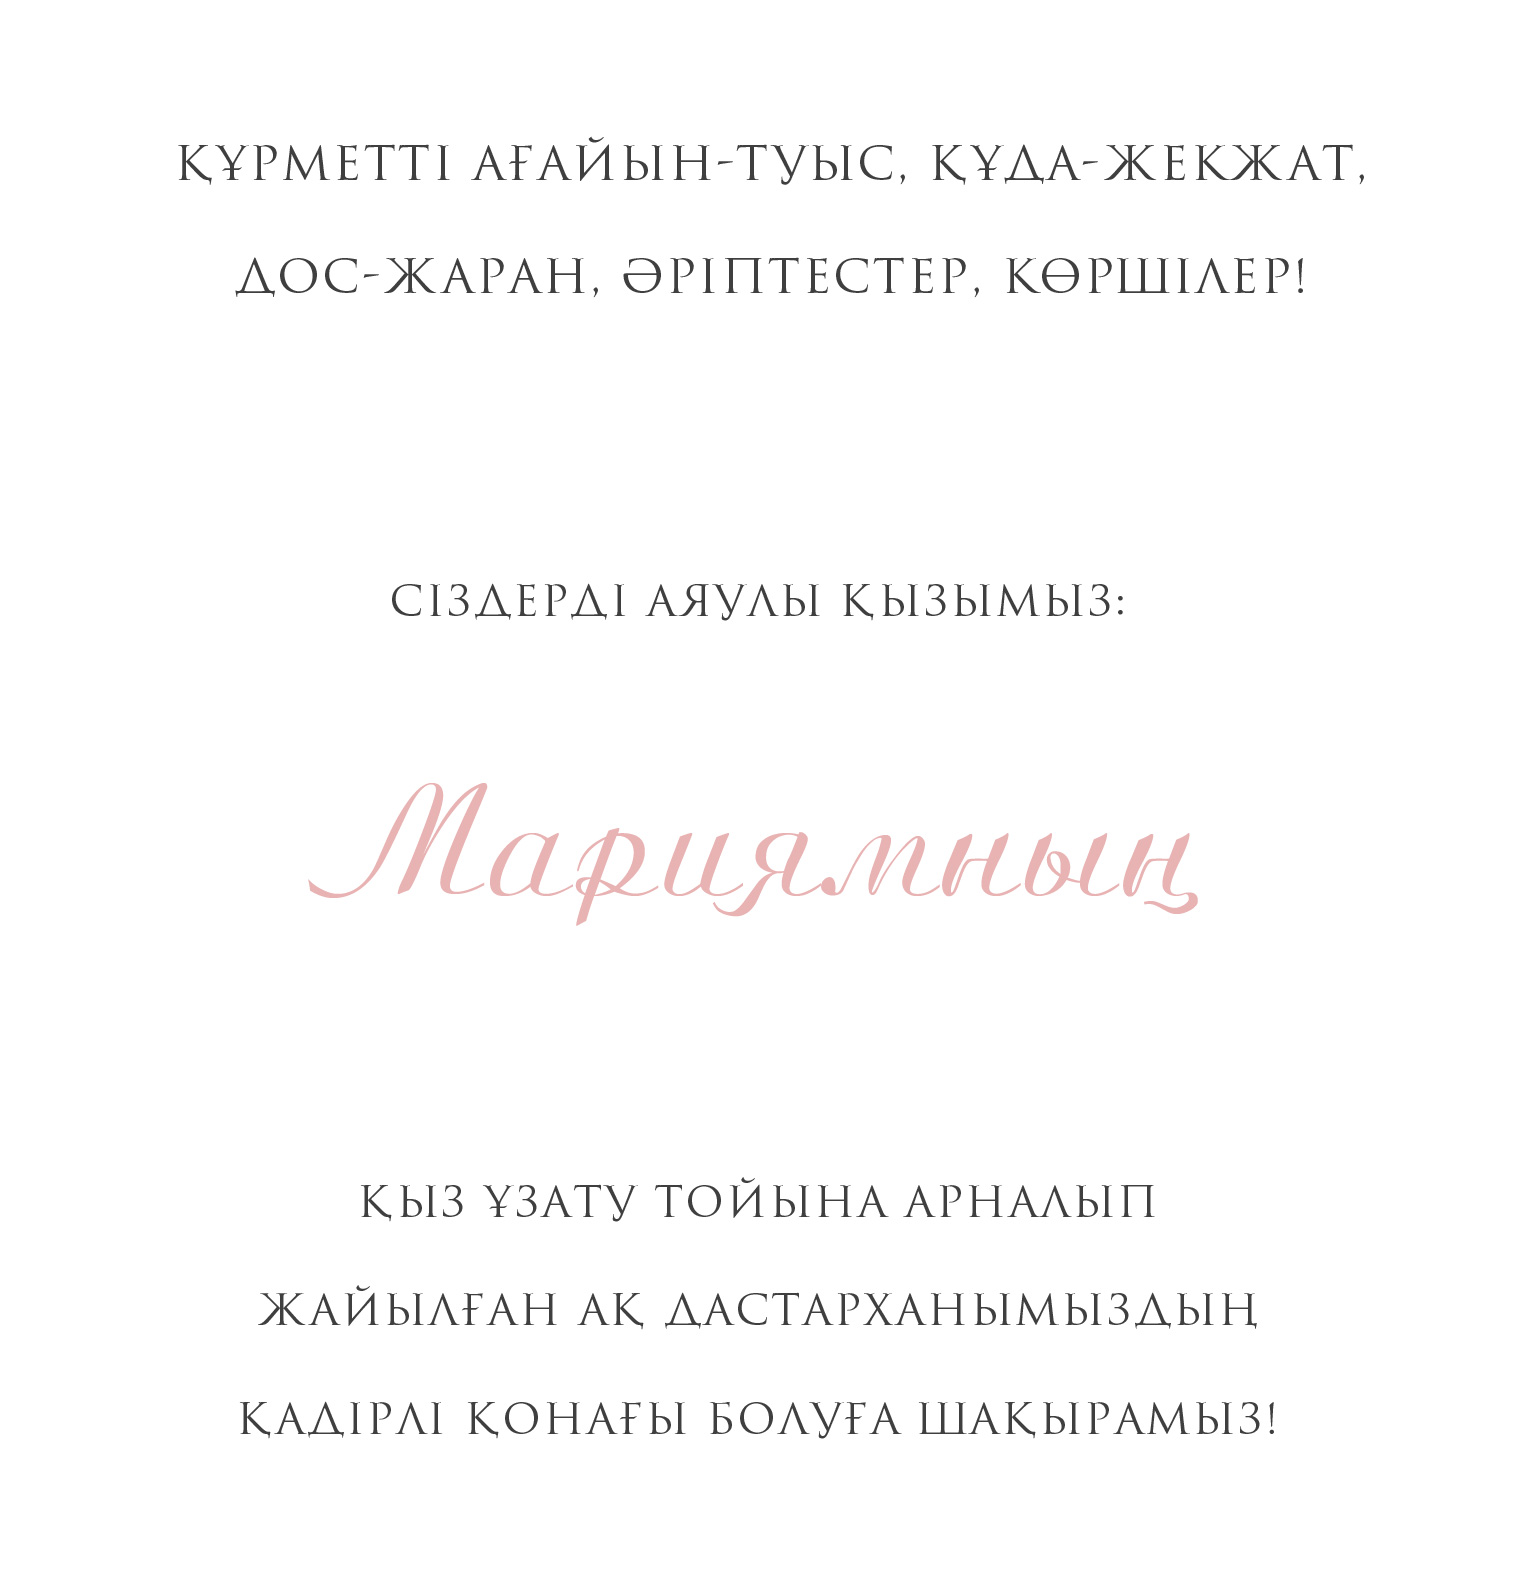 ҚҰРМЕТТІ АҒАЙЫН-ТУЫС, ҚҰДА-ЖЕКЖАТ,
ДОС-ЖАРАН, ӘРІПТЕСТЕР, КӨРШІЛЕР!
СІЗДЕРДІ АЯУЛЫ ҚЫЗЫМЫЗ:
Мариямның
ҚЫЗ ҰЗАТУ ТОЙЫНА АРНАЛЫП
ЖАЙЫЛҒАН АҚ ДАСТАРХАНЫМЫЗДЫҢ
ҚАДІРЛІ ҚОНАҒЫ БОЛУҒА ШАҚЫРАМЫЗ!